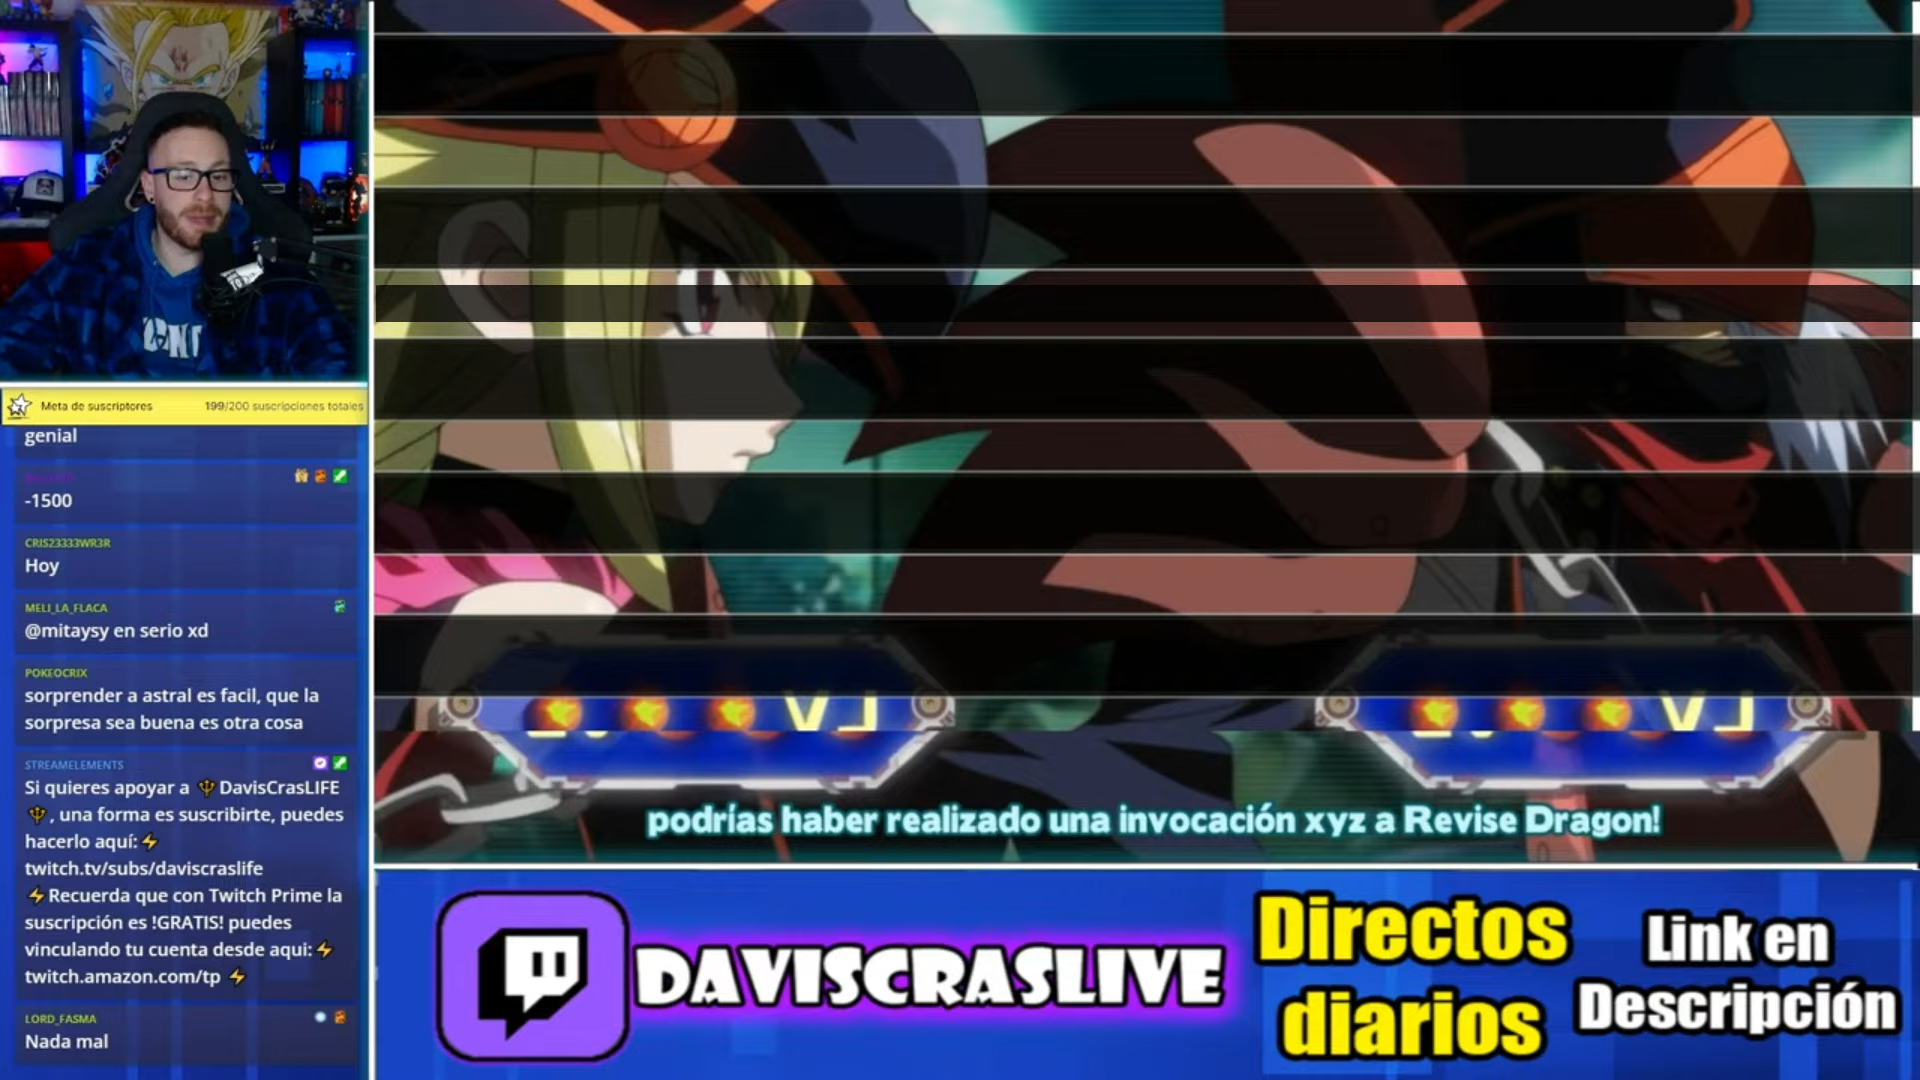 Meta de suscriptores 199/200 suscripciones totales
genial
-1500
CRIS23333WR3R
Hoy
MELI_LA_FLACA
@mitaysy en serio xd
POKEOCRIX
sorprender a astral es facil, que la
sorpresa sea buena es otra cosa
STREAMELEMENTS
Si quieres apoyar a DavisCrasLIFE
, una forma es suscribirte, puedes
hacerlo aquí:
twitch.tv/subs/daviscraslife
Recuerda que con Twitch Prime la
suscripción es !GRATIS! puedes
vinculando tu cuenta desde aqui:
twitch.amazon.com/tp
LORD_FASMA
Nada mal
podrías haber realizado una invocación xyz a Revise Dragon!
DAVISCRASLIVE
Directos
diarios
Link en
Descripción